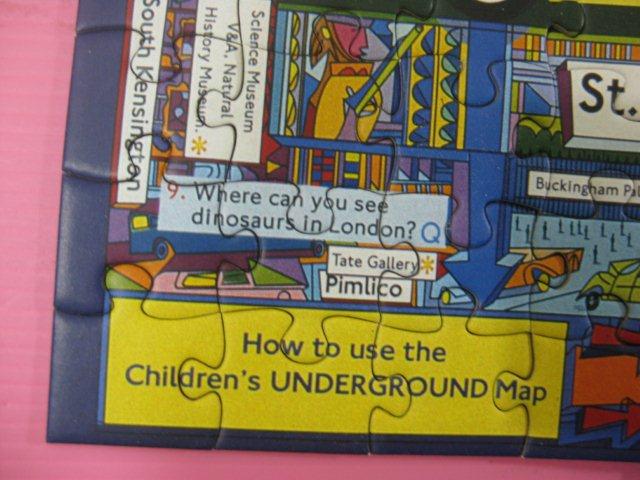 South Kensington
Science Museum
V&A. Natural
History Museum. *
St.
Buckingham Pa
9. Where can you see
dinosaurs in London? Q
Tate Gallery *
Pimlico
How to use the
Children's UNDERGROUND Map